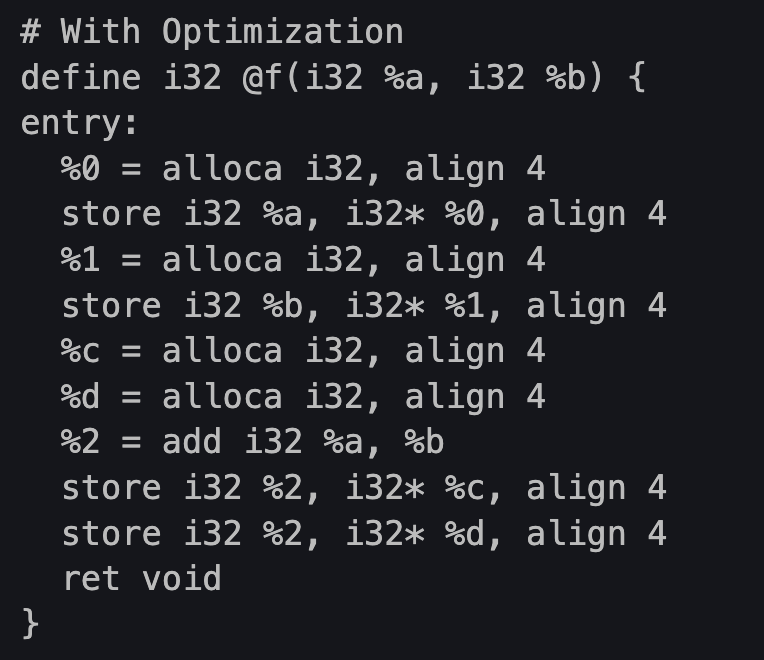 # With Optimization
define i32 @f(i32 %a, i32 %b) {
entry:
  %0 = alloca i32, align 4
  store i32 %a, i32* %0, align 4
  %1 = alloca i32, align 4
  store i32 %b, i32* %1, align 4
  %c = alloca i32, align 4
  %d = alloca i32, align 4
  %2 = add i32 %a, %b
  store i32 %2, i32* %c, align 4
  store i32 %2, i32* %d, align 4
  ret void
}